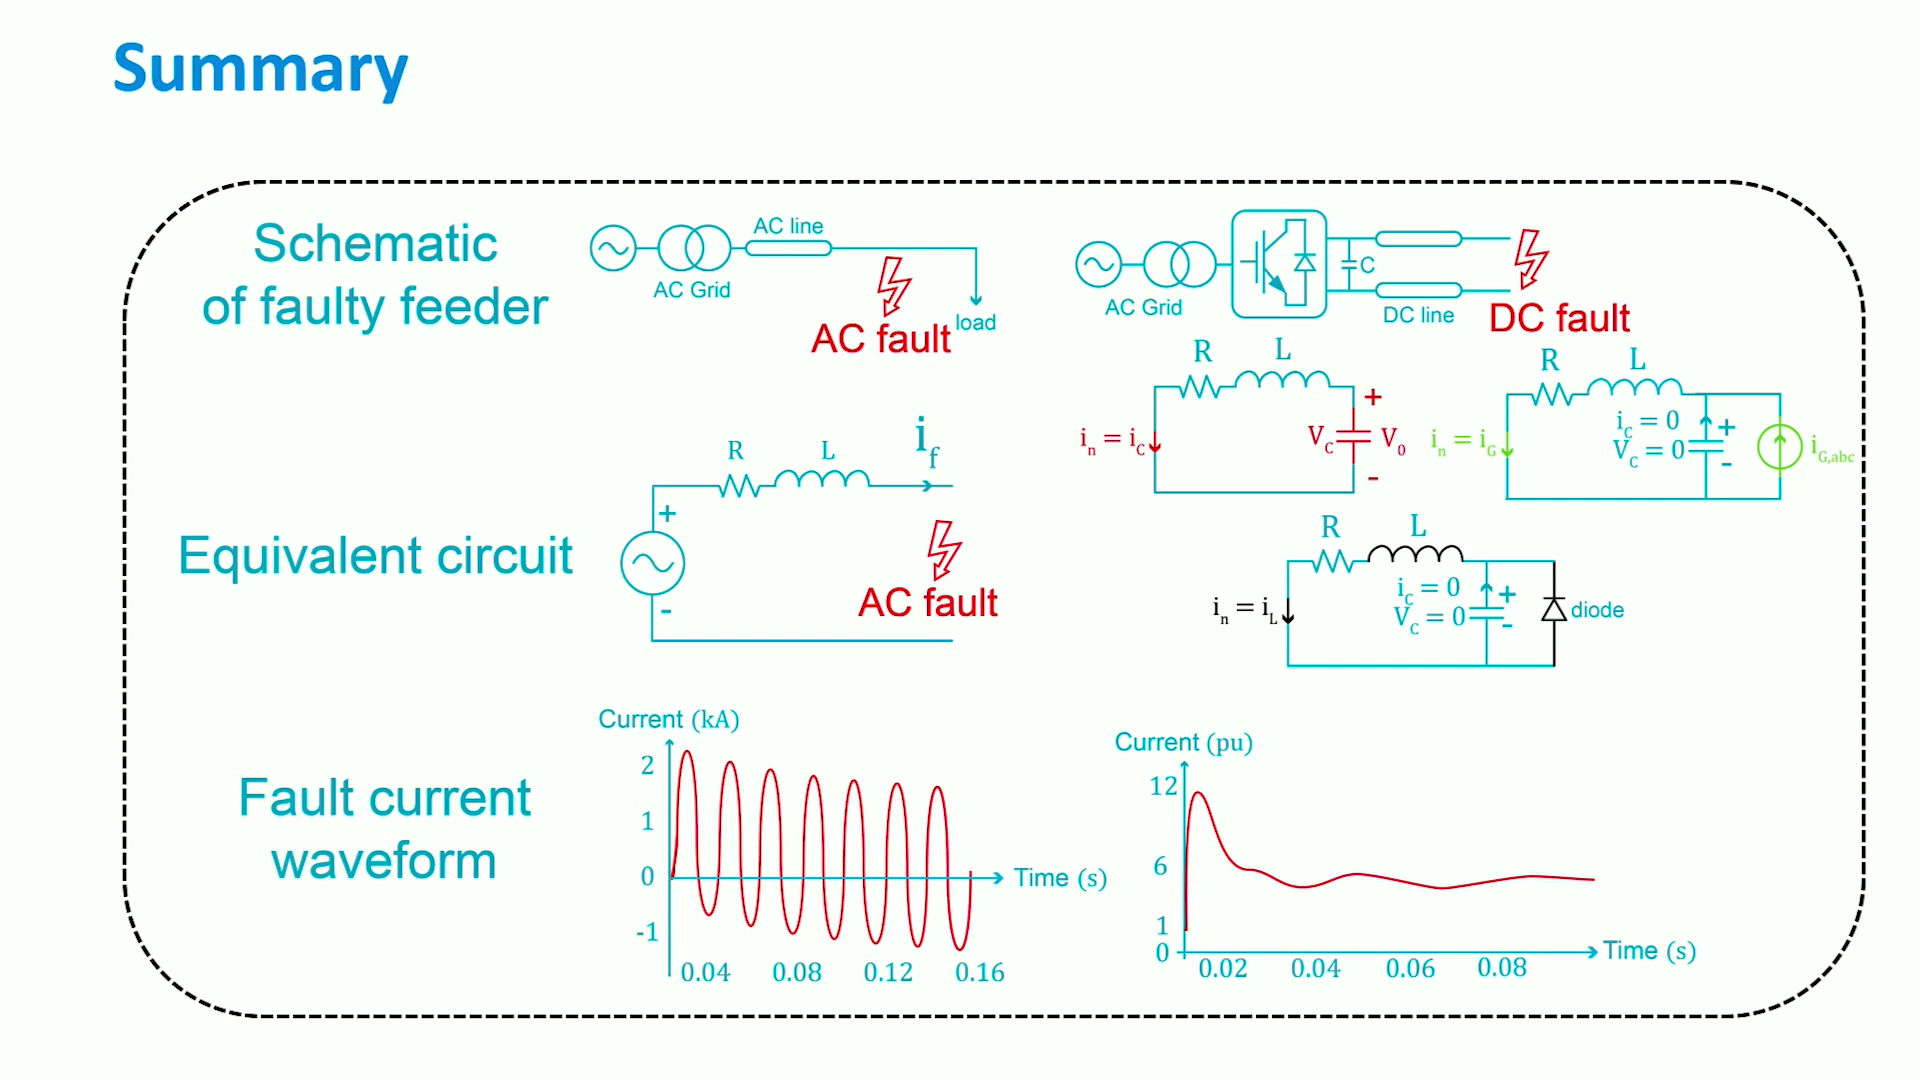 Summary
Schematic
of faulty feeder
AC line
AC Grid
AC fault
load
AC Grid
C
DC line
DC fault
Equivalent circuit
R
L
i_f
+
-
AC fault
R
L
i_n = i_C
V_C
V_0
+
-
R
L
i_n = i_G
i_C = 0
V_C = 0
+
-
i_G,abc
R
L
i_n = i_L
i_C = 0
V_C = 0
+
-
diode
Fault current
waveform
Current (kA)
2
1
0
-1
0.04 0.08 0.12 0.16
Time (s)
Current (pu)
12
6
1
0
0.02 0.04 0.06 0.08
Time (s)